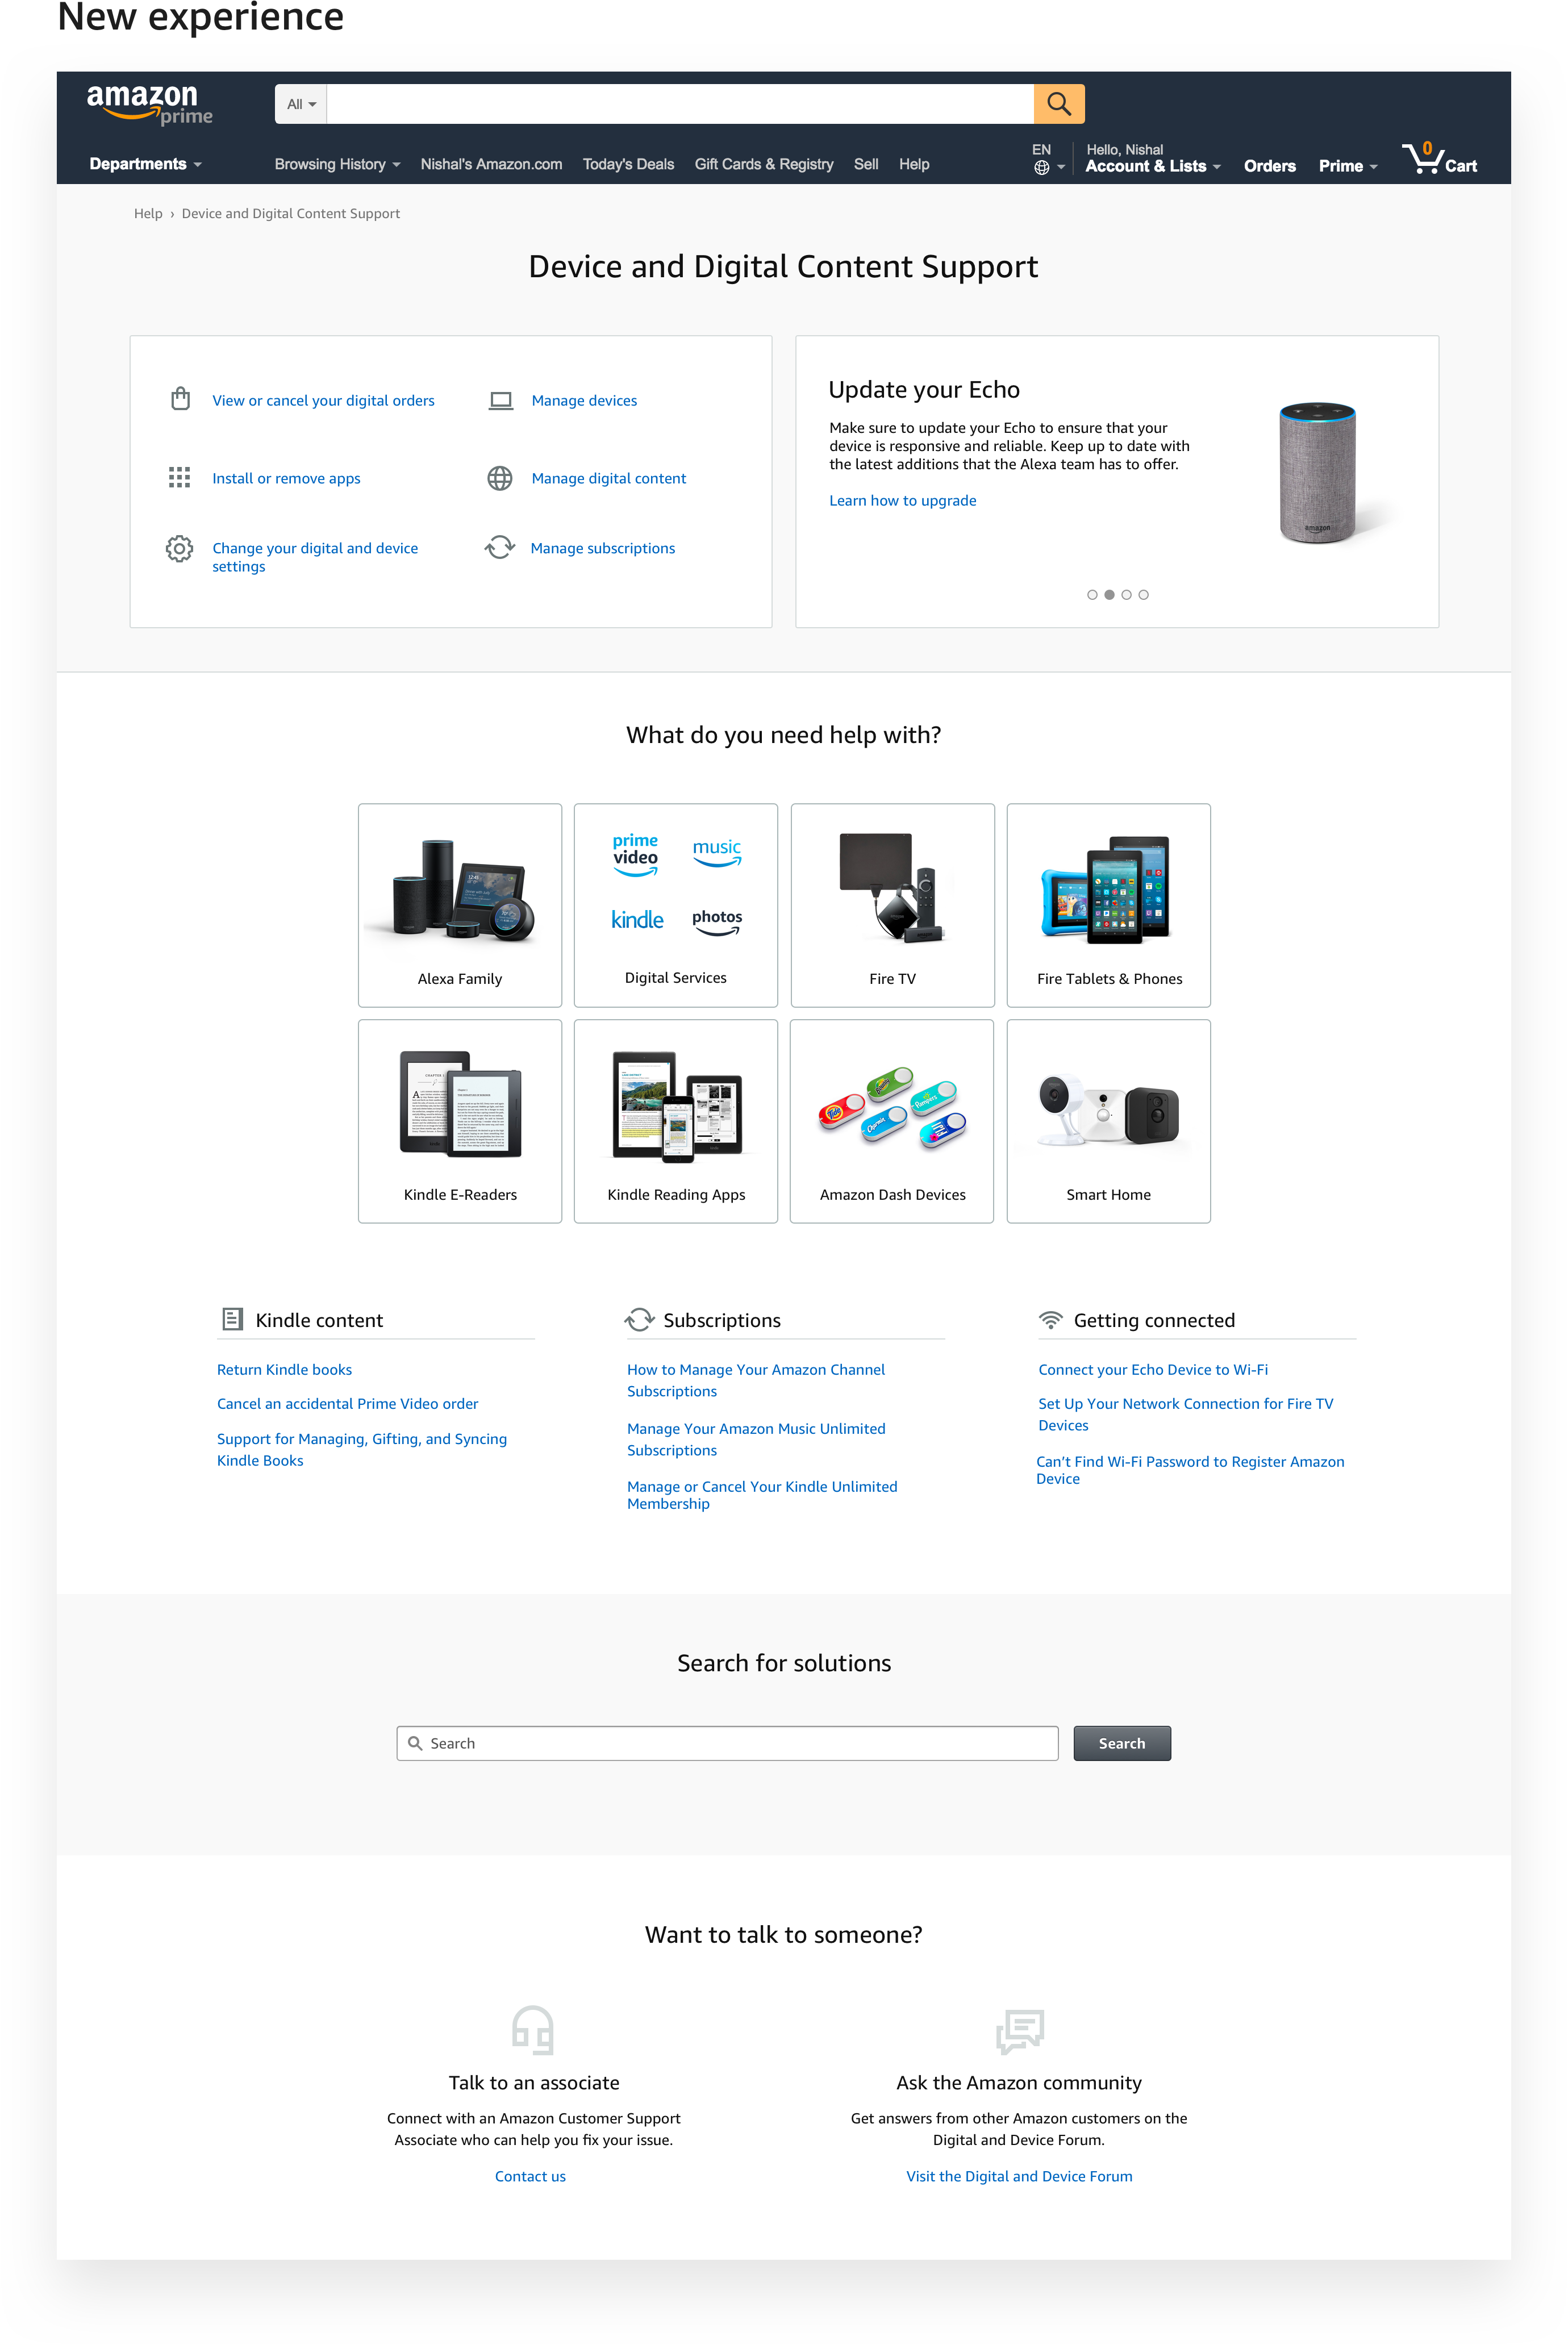 New experience
amazon
prime
All
Departments
Browsing History
Nishal's Amazon.com
Today's Deals
Gift Cards & Registry
Sell
Help
EN
Hello, Nishal
Account & Lists
Orders
Prime
0
Cart
Help › Device and Digital Content Support
Device and Digital Content Support
View or cancel your digital orders
Manage devices
Install or remove apps
Manage digital content
Change your digital and device
settings
Manage subscriptions
Update your Echo
Make sure to update your Echo to ensure that your
device is responsive and reliable. Keep up to date with
the latest additions that the Alexa team has to offer.
Learn how to upgrade
amazon
What do you need help with?
Alexa Family
prime
video
music
kindle
photos
Digital Services
Fire TV
Fire Tablets & Phones
Kindle E-Readers
Kindle Reading Apps
Tide
Pampers
Amazon Dash Devices
Smart Home
Kindle content
Return Kindle books
Cancel an accidental Prime Video order
Support for Managing, Gifting, and Syncing
Kindle Books
Subscriptions
How to Manage Your Amazon Channel
Subscriptions
Manage Your Amazon Music Unlimited
Subscriptions
Manage or Cancel Your Kindle Unlimited
Membership
Getting connected
Connect your Echo Device to Wi-Fi
Set Up Your Network Connection for Fire TV
Devices
Can’t Find Wi-Fi Password to Register Amazon
Device
Search for solutions
Search
Search
Want to talk to someone?
Talk to an associate
Connect with an Amazon Customer Support
Associate who can help you fix your issue.
Contact us
Ask the Amazon community
Get answers from other Amazon customers on the
Digital and Device Forum.
Visit the Digital and Device Forum